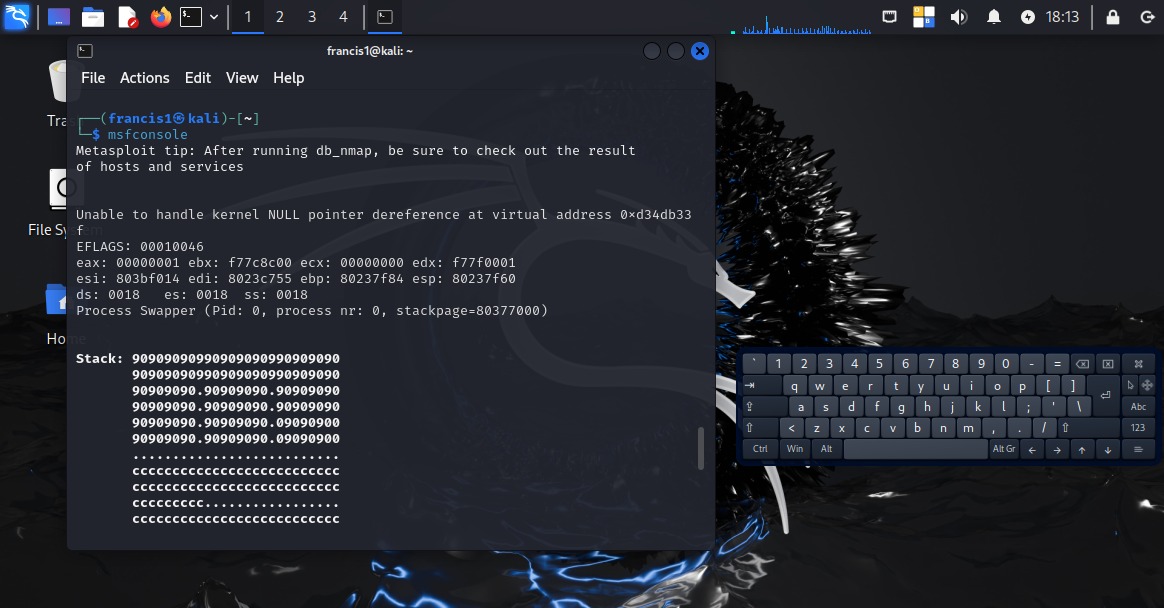 1 2 3 4
18:13
francis1@kali: ~
File Actions Edit View Help
┌──(francis1㉿kali)-[~]
└─$ msfconsole
Metasploit tip: After running db_nmap, be sure to check out the result
of hosts and services
Unable to handle kernel NULL pointer dereference at virtual address 0×d34db33
f
EFLAGS: 00010046
eax: 00000001 ebx: f77c8c00 ecx: 00000000 edx: f77f0001
esi: 803bf014 edi: 8023c755 ebp: 80237f84 esp: 80237f60
ds: 0018   es: 0018  ss: 0018
Process Swapper (Pid: 0, process nr: 0, stackpage=80377000)
Stack: 90909090990909090990909090
90909090990909090990909090
90909090.90909090.90909090
90909090.90909090.90909090
90909090.90909090.09090900
90909090.90909090.09090900
..........................
cccccccccccccccccccccccccc
cccccccccccccccccccccccccc
ccccccccc.................
cccccccccccccccccccccccccc
Tra
File System
Home
` 1 2 3 4 5 6 7 8 9 0 - =
q w e r t y u i o p [ ]
a s d f g h j k l ; ' \ Abc
< z x c v b n m , . / 123
Ctrl Win Alt Alt Gr